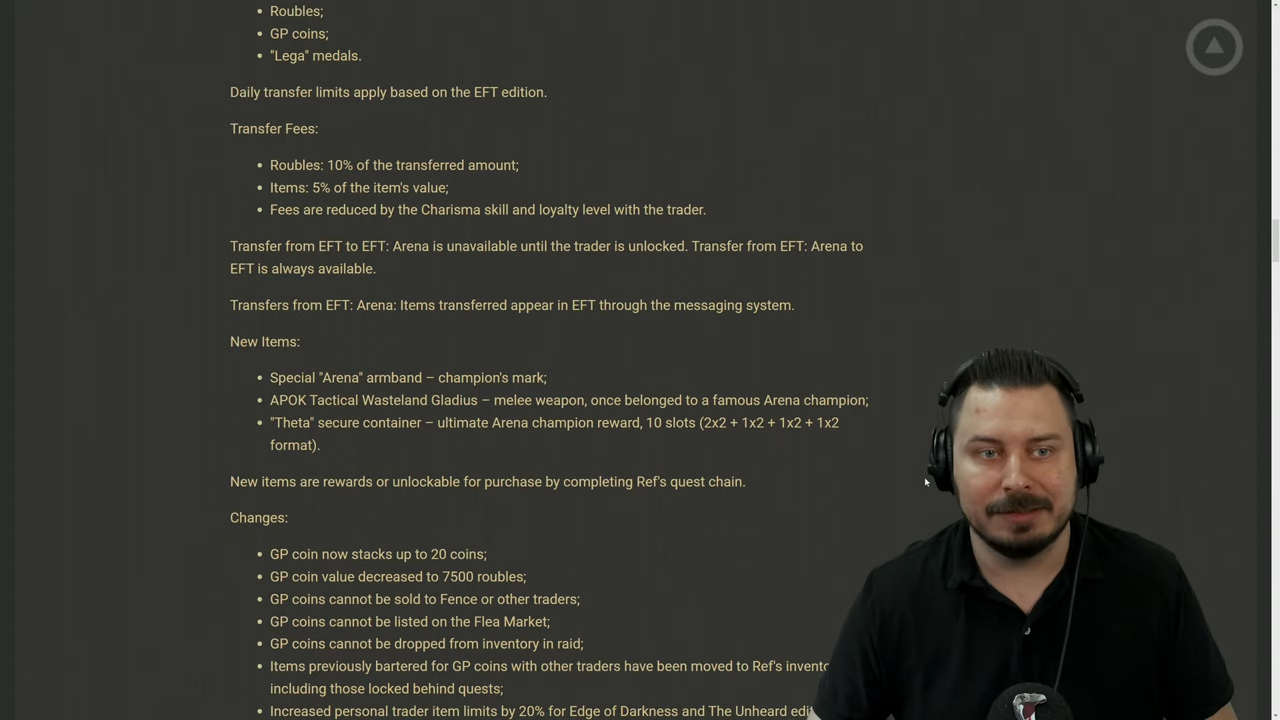 Roubles;
GP coins;
"Lega" medals.
Daily transfer limits apply based on the EFT edition.
Transfer Fees:
Roubles: 10% of the transferred amount;
Items: 5% of the item's value;
Fees are reduced by the Charisma skill and loyalty level with the trader.
Transfer from EFT to EFT: Arena is unavailable until the trader is unlocked. Transfer from EFT: Arena to
EFT is always available.
Transfers from EFT: Arena: Items transferred appear in EFT through the messaging system.
New Items:
Special "Arena" armband – champion's mark;
APOK Tactical Wasteland Gladius – melee weapon, once belonged to a famous Arena champion;
"Theta" secure container – ultimate Arena champion reward, 10 slots (2x2 + 1x2 + 1x2 + 1x2
format).
New items are rewards or unlockable for purchase by completing Ref's quest chain.
Changes:
GP coin now stacks up to 20 coins;
GP coin value decreased to 7500 roubles;
GP coins cannot be sold to Fence or other traders;
GP coins cannot be listed on the Flea Market;
GP coins cannot be dropped from inventory in raid;
Items previously bartered for GP coins with other traders have been moved to Ref's
including those locked behind quests;
Increased personal trader item limits by 20% for Edge of Darkness and The Unheard